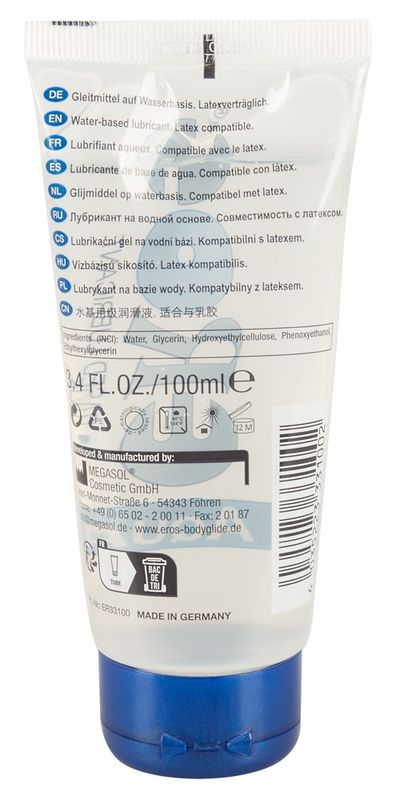 DE Gleitmittel auf Wasserbasis. Latexverträglich.
EN Water-based lubricant. Latex compatible.
FR Lubrifiant aqueux. Compatible avec le latex.
ES Lubricante de base de agua. Compatible con látex.
NL Glijmiddel op waterbasis. Compatibel met latex.
RU Лубрикант на водной основе. Совместимость с латексом.
CS Lubrikační gel na vodní bázi. Kompatibilní s latexem.
HU Vízbázisú síkosító. Latex kompatibilis.
PL Lubrykant na bazie wody. Kompatybilny z lateksem.
CN 水基用级润滑液. 适合与乳胶
Ingredients (INCI): Water, Glycerin, Hydroxyethylcellulose, Phenoxyethanol,
Ethylhexylglycerin
3.4 FL.OZ./100ml e
PE
12 M
developed & manufactured by:
MEGASOL®
Cosmetic GmbH
-Monnet-Strasse 6 - 54343 Föhren
+49 (0) 65 02 - 2 00 11 · Fax: 2 01 87
@megasol.de · www.eros-bodyglide.de
FR
TUBE
BAC
DE
TRI
ER33100
MADE IN GERMANY